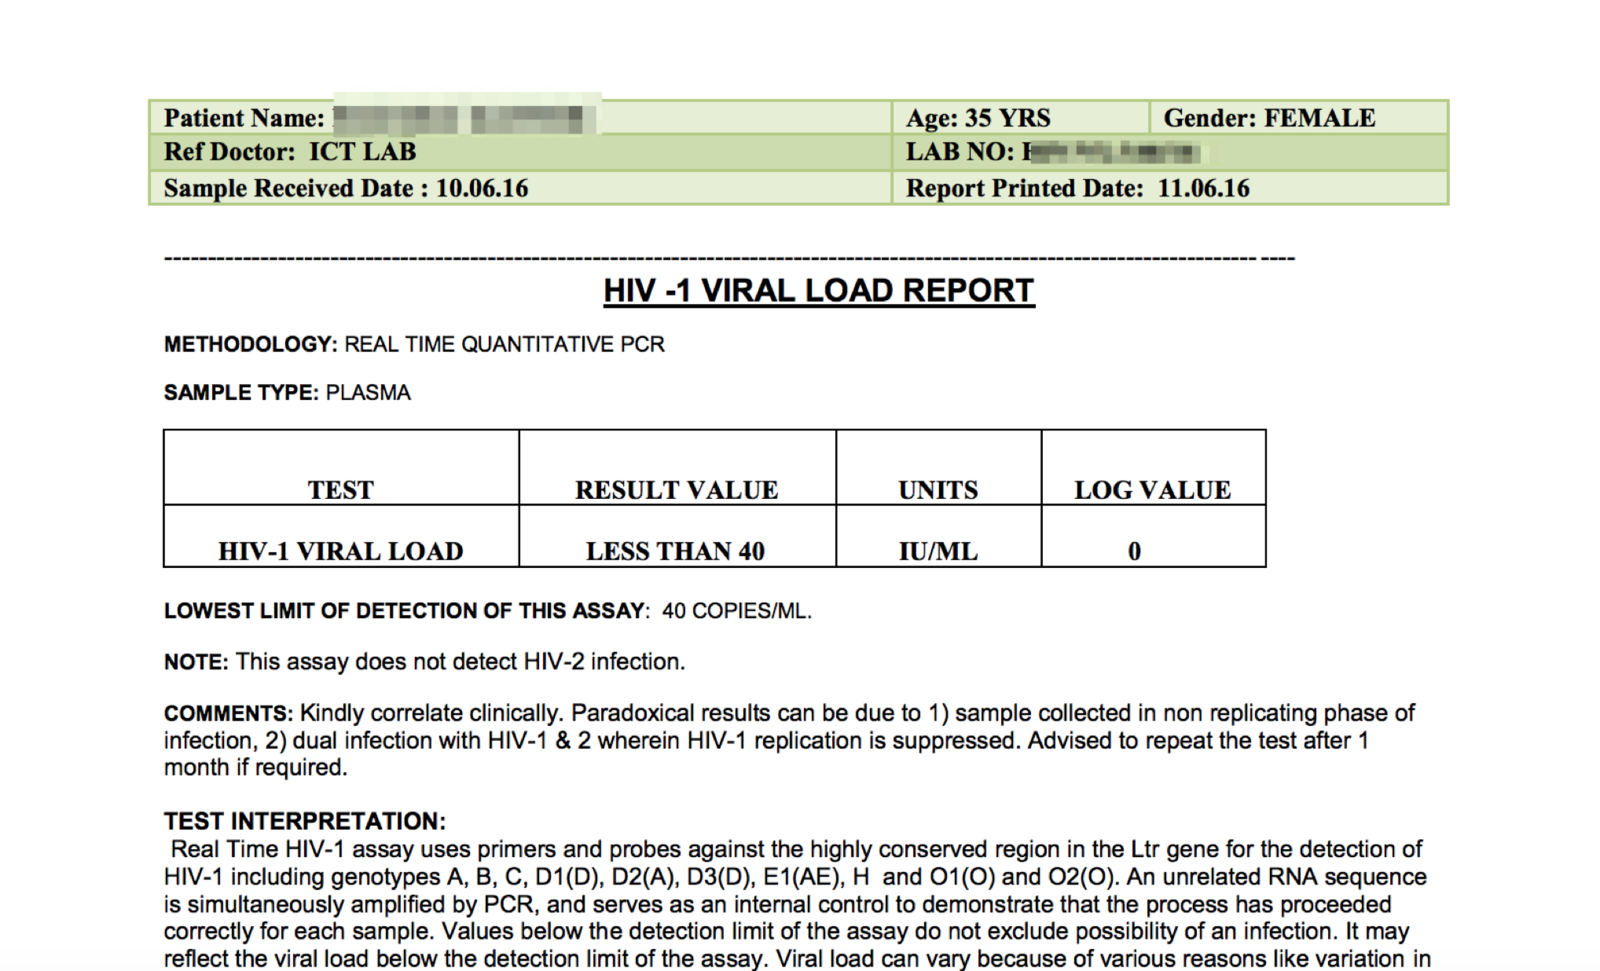 Patient Name:
Age: 35 YRS
Gender: FEMALE
Ref Doctor: ICT LAB
LAB NO:
Sample Received Date : 10.06.16
Report Printed Date: 11.06.16
HIV -1 VIRAL LOAD REPORT
METHODOLOGY: REAL TIME QUANTITATIVE PCR
SAMPLE TYPE: PLASMA
TEST RESULT VALUE UNITS LOG VALUE
HIV-1 VIRAL LOAD LESS THAN 40 IU/ML 0
LOWEST LIMIT OF DETECTION OF THIS ASSAY: 40 COPIES/ML.
NOTE: This assay does not detect HIV-2 infection.
COMMENTS: Kindly correlate clinically. Paradoxical results can be due to 1) sample collected in non replicating phase of
infection, 2) dual infection with HIV-1 & 2 wherein HIV-1 replication is suppressed. Advised to repeat the test after 1
month if required.
TEST INTERPRETATION:
Real Time HIV-1 assay uses primers and probes against the highly conserved region in the Ltr gene for the detection of
HIV-1 including genotypes A, B, C, D1(D), D2(A), D3(D), E1(AE), H and O1(O) and O2(O). An unrelated RNA sequence
is simultaneously amplified by PCR, and serves as an internal control to demonstrate that the process has proceeded
correctly for each sample. Values below the detection limit of the assay do not exclude possibility of an infection. It may
reflect the viral load below the detection limit of the assay. Viral load can vary because of various reasons like variation in